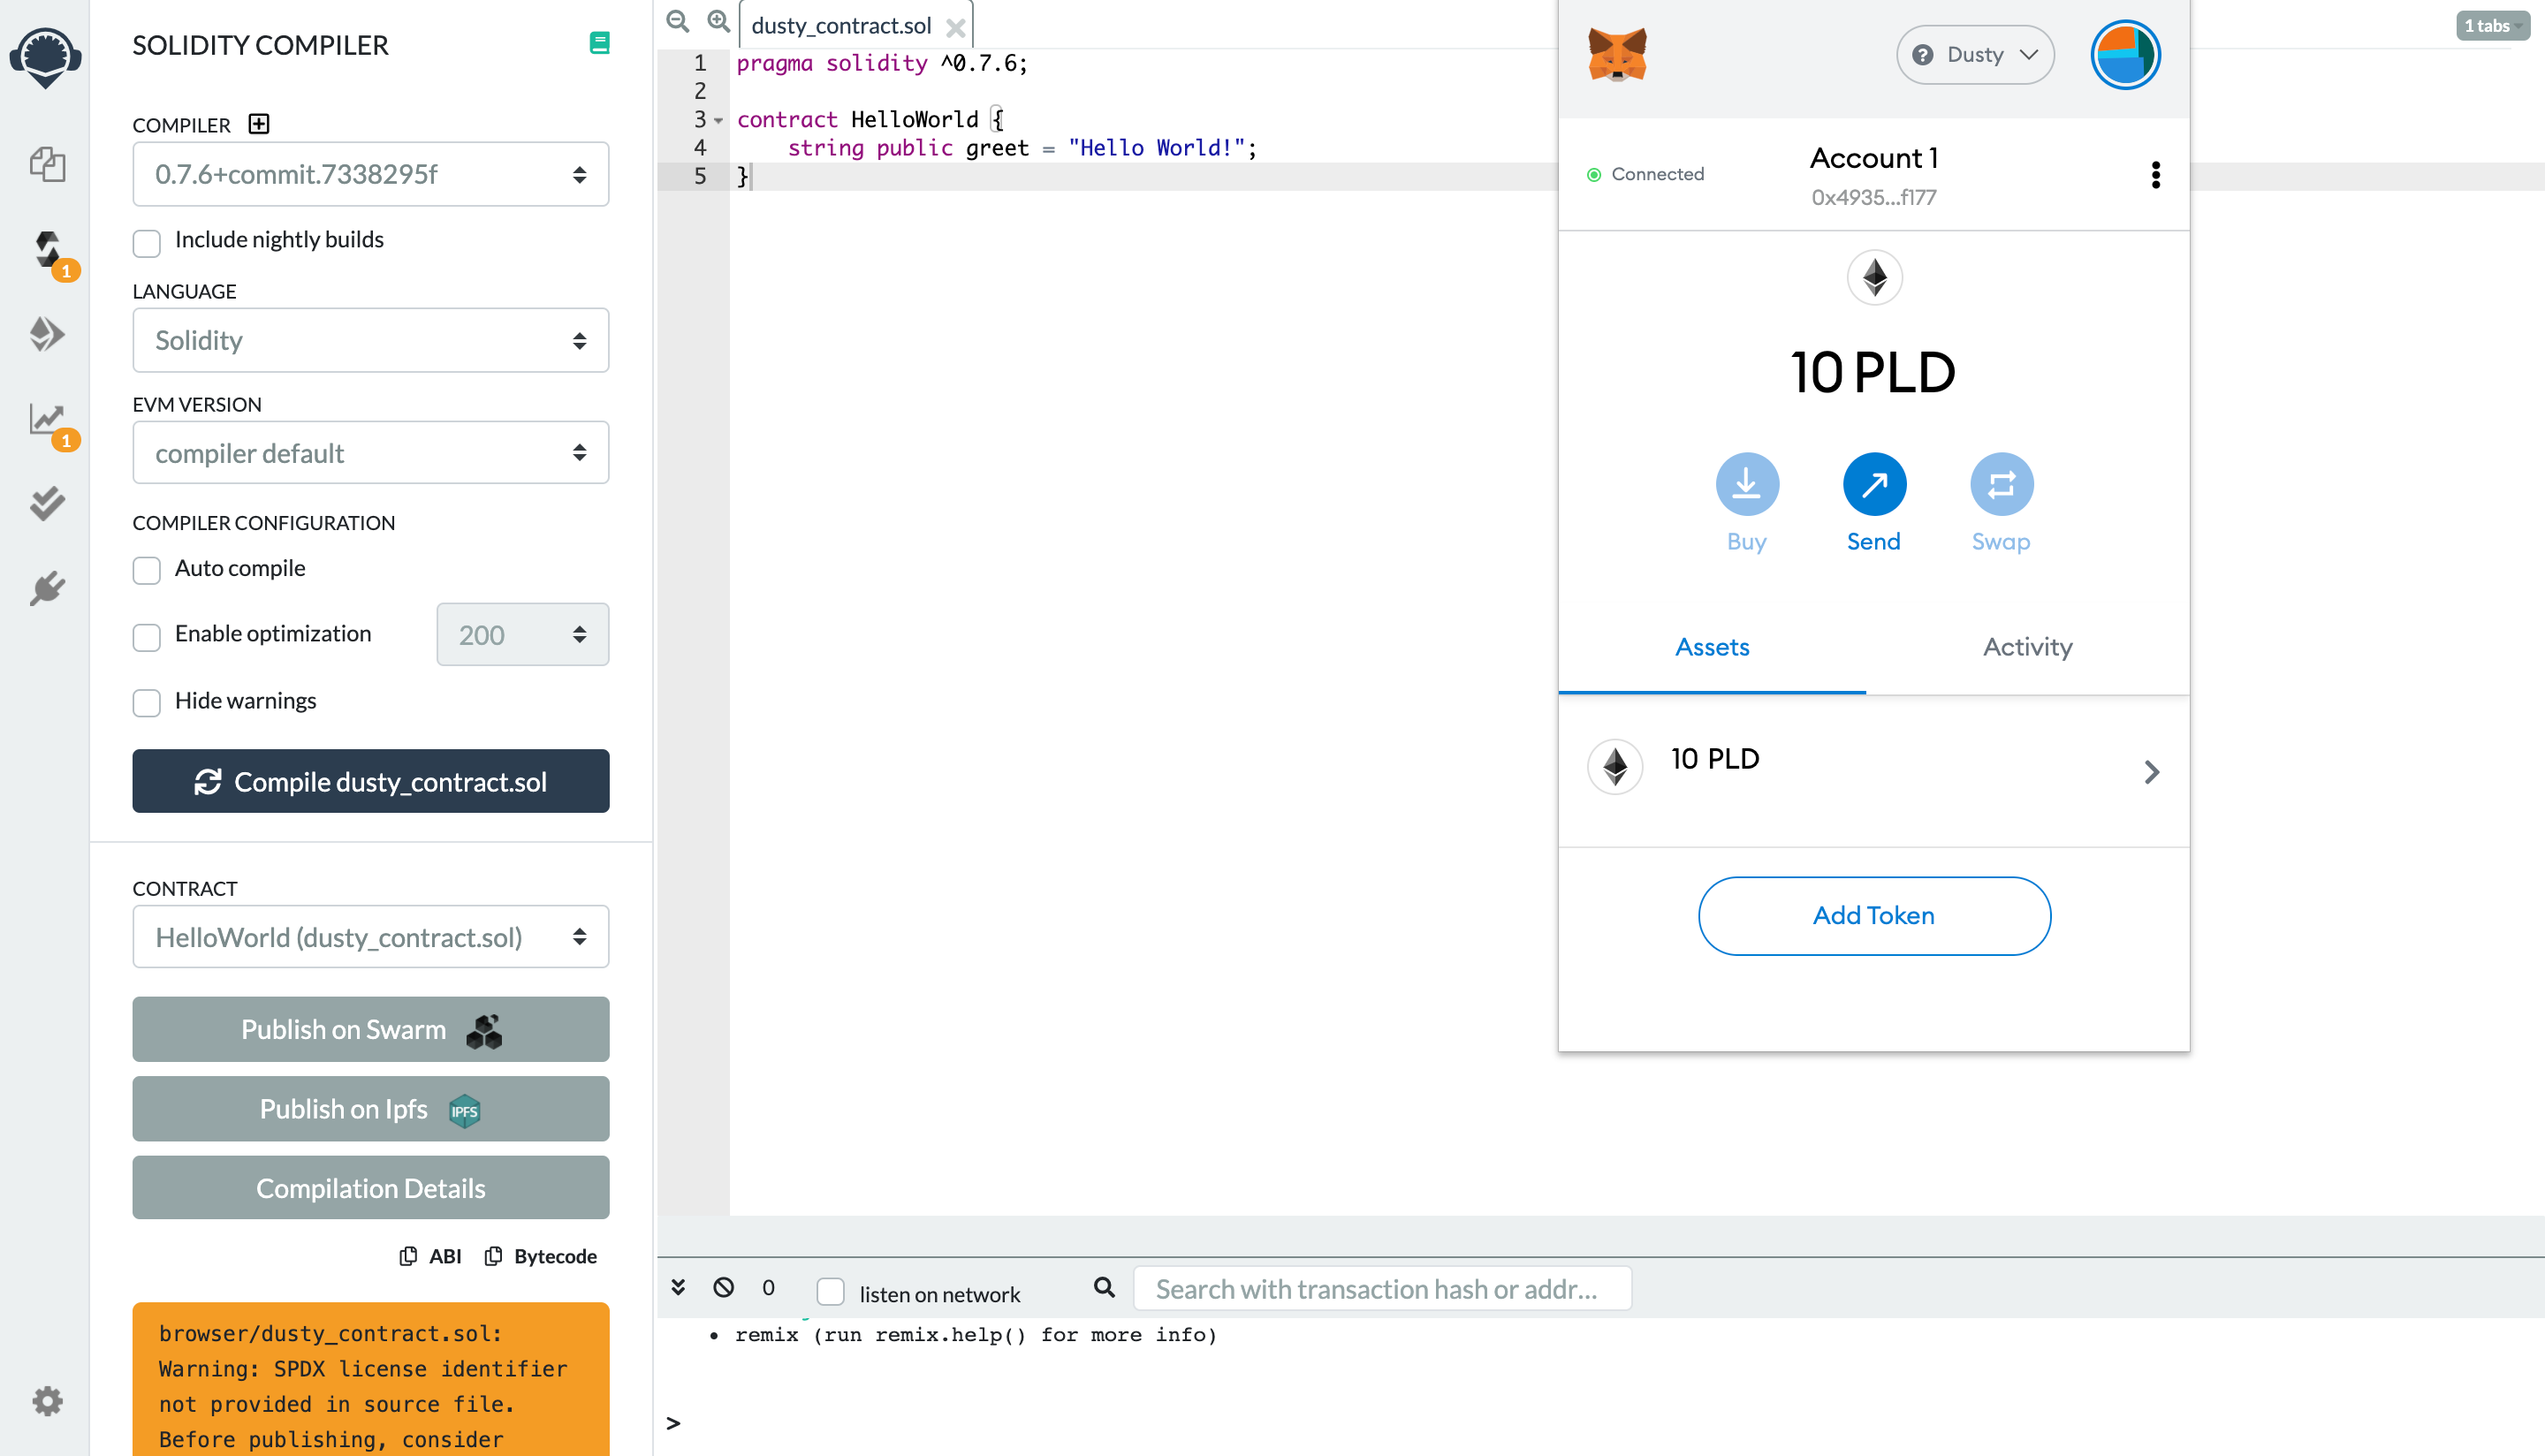 SOLIDITY COMPILER
COMPILER
0.7.6+commit.7338295f
Include nightly builds
LANGUAGE
Solidity
EVM VERSION
compiler default
COMPILER CONFIGURATION
Auto compile
Enable optimization
200
Hide warnings
Compile dusty_contract.sol
CONTRACT
HelloWorld (dusty_contract.sol)
Publish on Swarm
Publish on Ipfs
IPFS
Compilation Details
ABI
Bytecode
browser/dusty_contract.sol:
Warning: SPDX license identifier
not provided in source file.
Before publishing, consider
1
1
dusty_contract.sol
1 tabs
1 pragma solidity ^0.7.6;
2
3 contract HelloWorld {
4 string public greet = "Hello World!";
5 }
0
listen on network
Search with transaction hash or addr...
remix (run remix.help() for more info)
>
Dusty
Connected
Account 1
0x4935...f177
10 PLD
Buy
Send
Swap
Assets
Activity
10 PLD
Add Token